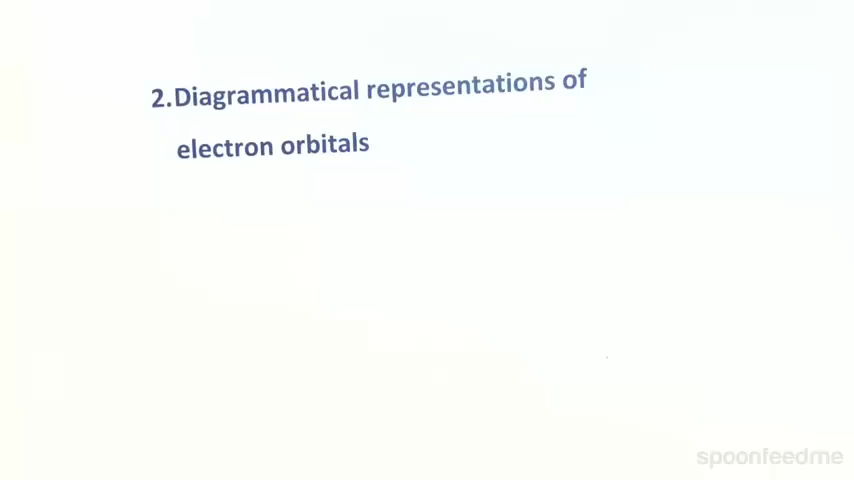 2.Diagrammatical representations of
electron orbitals
spoonfeedme